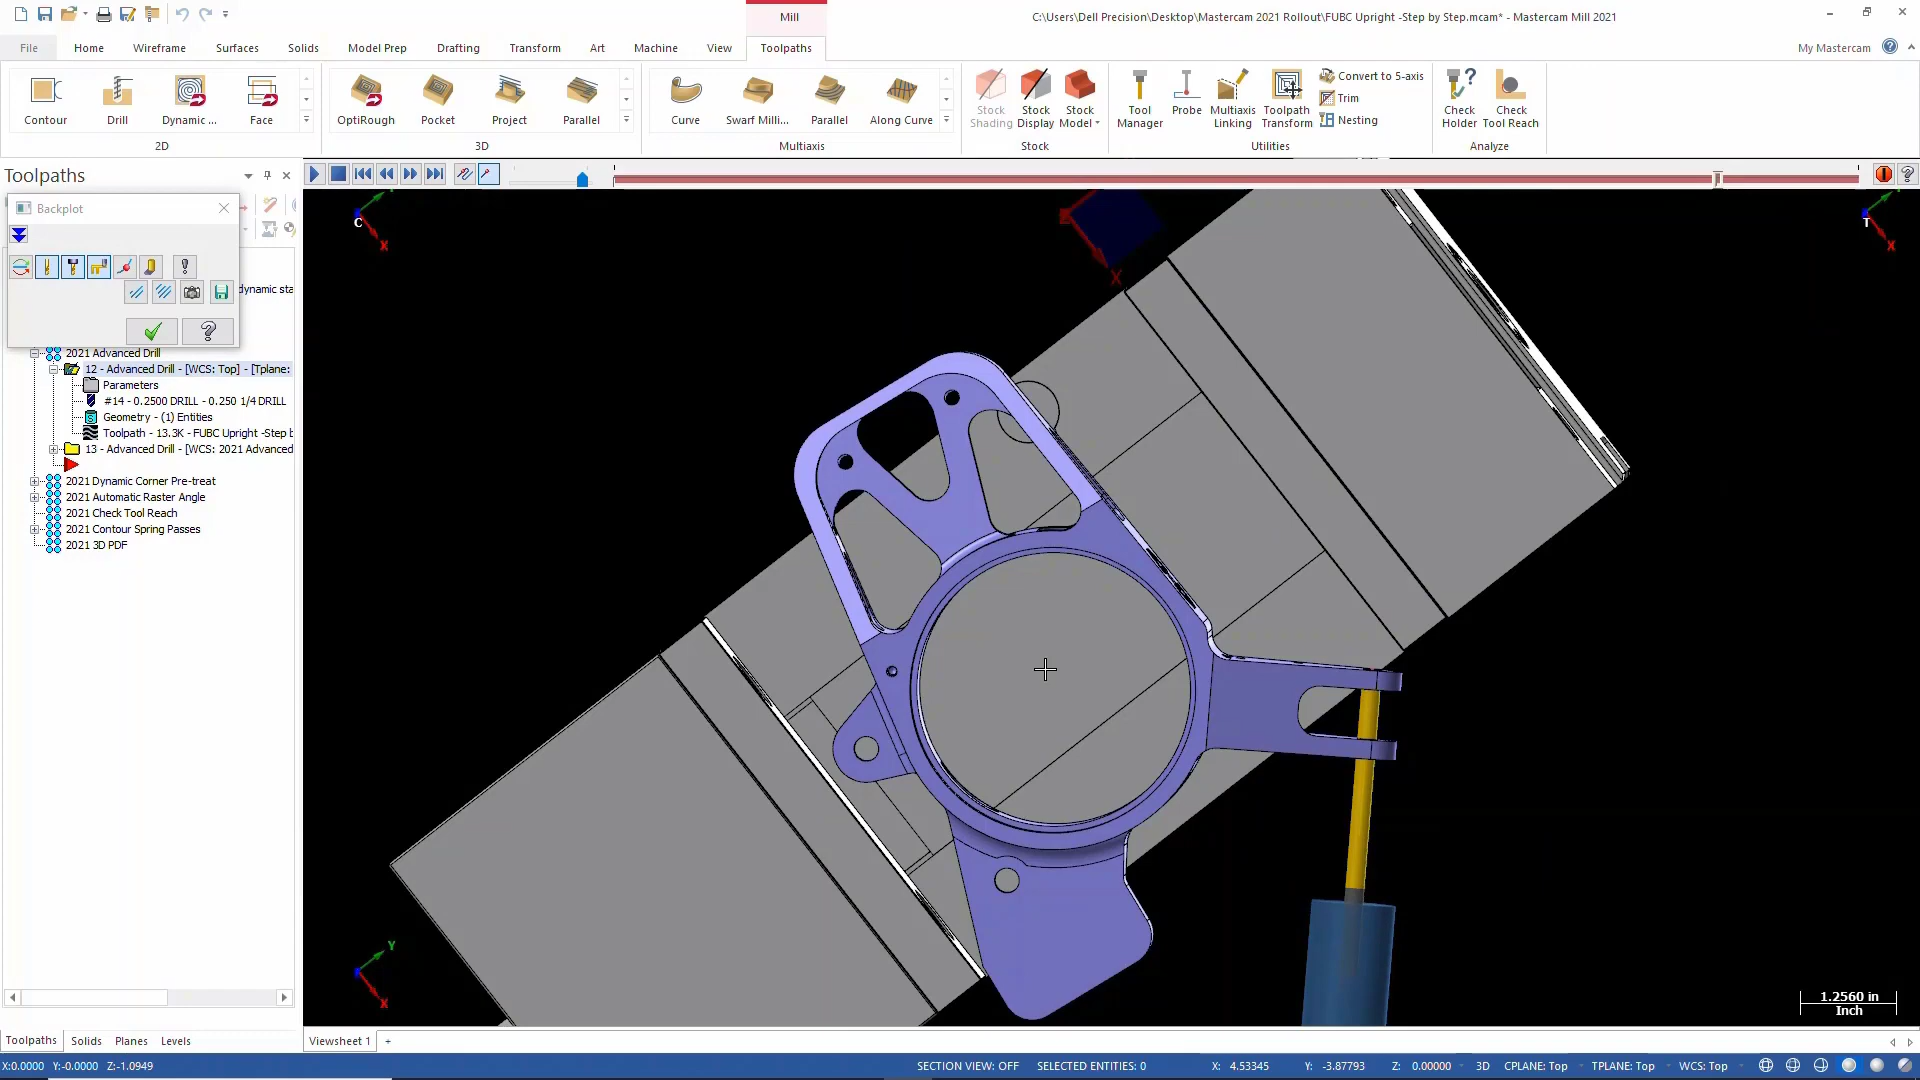 Mill
C:\Users\Dell Precision\Desktop\Mastercam 2021 Rollout\FUBC Upright -Step by Step.mcam* - Mastercam Mill 2021
File
Home
Wireframe
Surfaces
Solids
Model Prep
Drafting
Transform
Art
Machine
View
Toolpaths
My Mastercam
Contour
Drill
Dynamic ...
Face
2D
OptiRough
Pocket
Project
Parallel
3D
Curve
Swarf Milli...
Parallel
Along Curve
Multiaxis
Stock
Shading
Stock
Display
Stock
Model
Stock
Tool
Manager
Probe
Multiaxis
Linking
Toolpath
Transform
Convert to 5-axis
Trim
Nesting
Utilities
Check
Holder
Check
Tool Reach
Analyze
Toolpaths
Backplot
dynamic sta
2021 Advanced Drill
12 - Advanced Drill - [WCS: Top] - [Tplane:
Parameters
#14 - 0.2500 DRILL - 0.250 1/4 DRILL
Geometry - (1) Entities
Toolpath - 13.3K - FUBC Upright -Step b
13 - Advanced Drill - [WCS: 2021 Advanced
2021 Dynamic Corner Pre-treat
2021 Automatic Raster Angle
2021 Check Tool Reach
2021 Contour Spring Passes
2021 3D PDF
C
X
T
X
X
Y
X
1.2560 in
Inch
Toolpaths
Solids
Planes
Levels
Viewsheet 1
+
X:0.0000 Y:-0.0000 Z:-1.0949
SECTION VIEW: OFF
SELECTED ENTITIES: 0
X: 4.53345
Y: -3.87793
Z: 0.00000
3D
CPLANE: Top
TPLANE: Top
WCS: Top